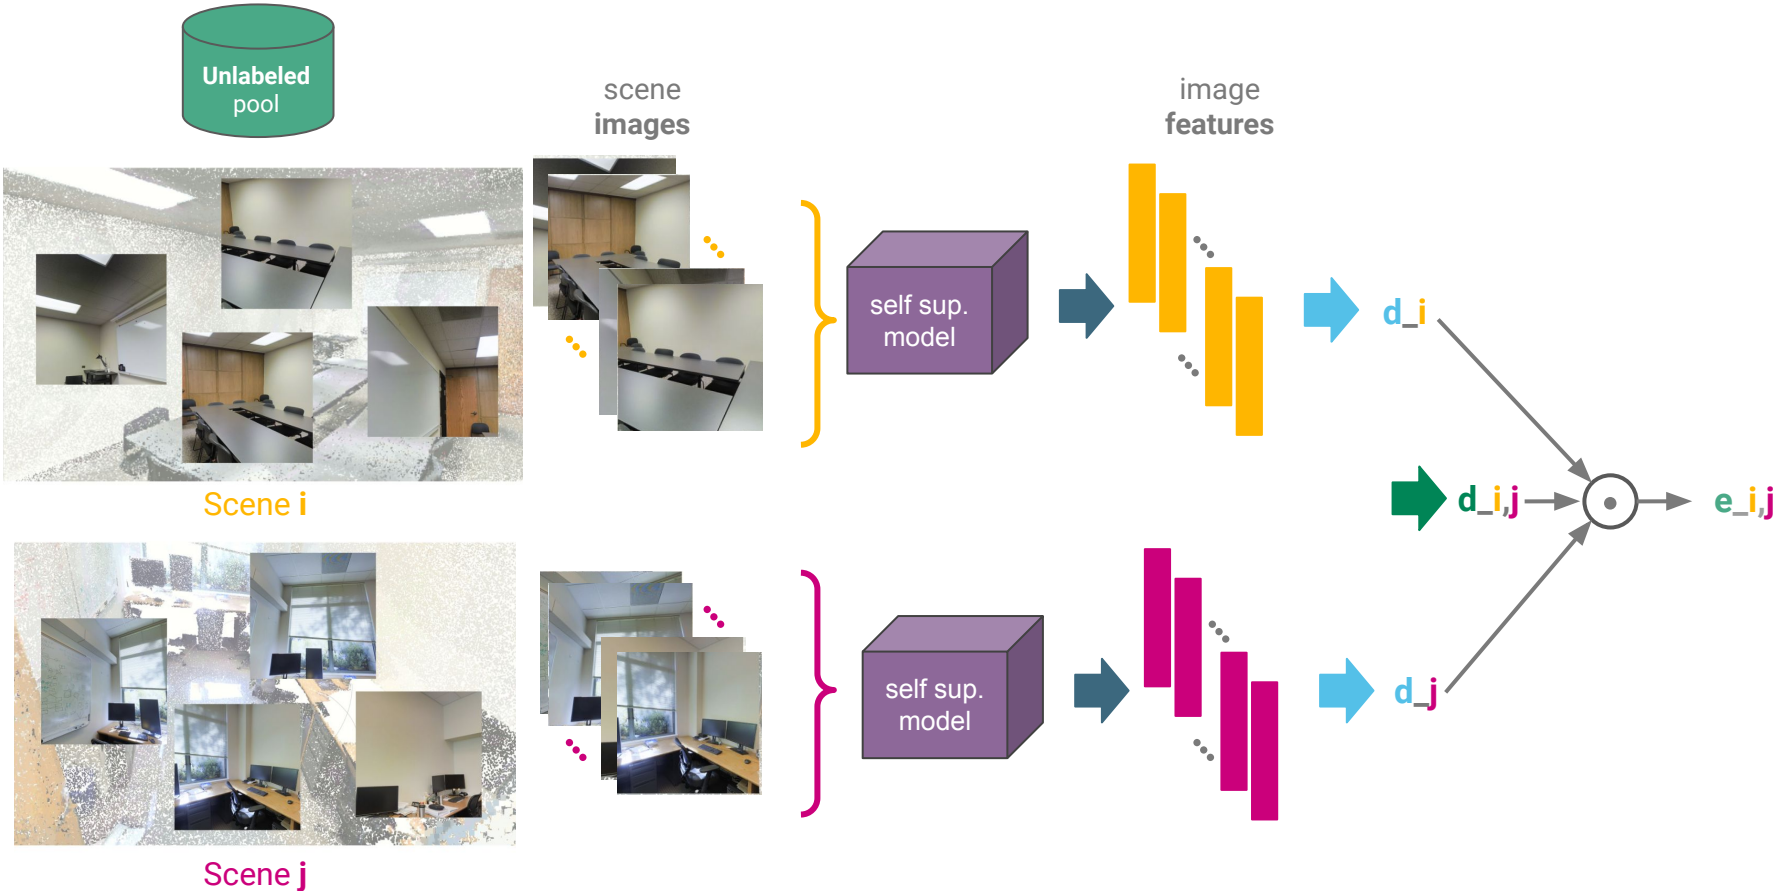 Unlabeled
pool
scene
images
image
features
self sup.
model
d_i
Scene i
d_i,j
e_i,j
self sup.
model
d_j
Scene j